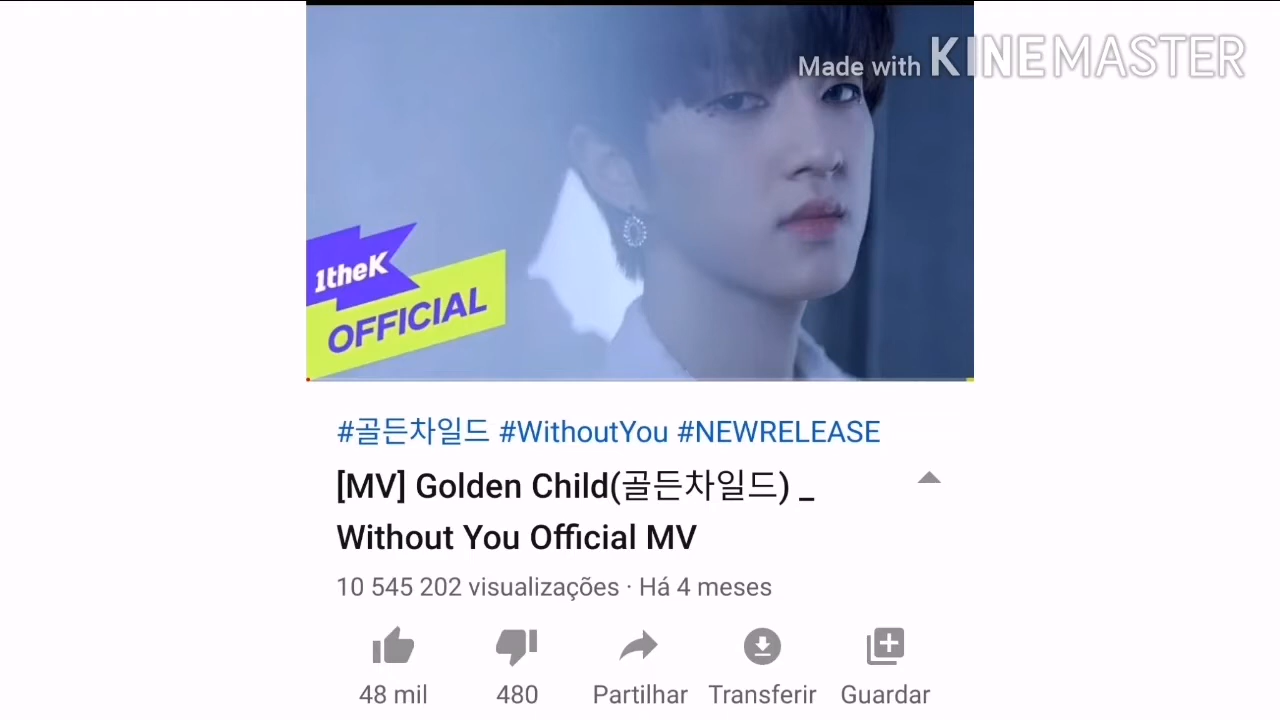 Made with KINEMASTER
1theK
OFFICIAL
#골든차일드 #WithoutYou #NEWRELEASE
[MV] Golden Child(골든차일드) _
Without You Official MV
10 545 202 visualizações · Há 4 meses
48 mil 480 Partilhar Transferir Guardar